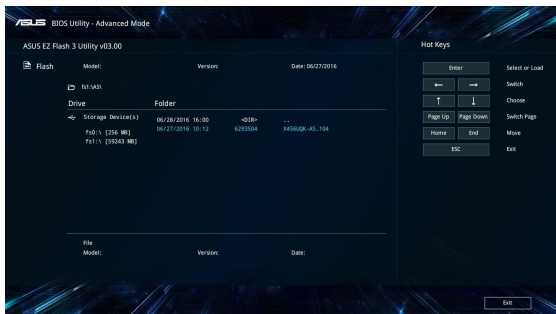 ASUS BIOS Utility - Advanced Mode
ASUS EZ Flash 3 Utility v03.00
Flash
Model: Version: Date: 06/27/2016
fs1:\AS\
Drive Folder
Storage Device(s)
fs0:\ [256 MB]
fs1:\ [59243 MB]
06/28/2016 16:00 <DIR> ..
06/27/2016 10:12 6293504 X456UQK-AS.104
File
Model: Version: Date:
Hot Keys
Enter Select or Load
← → Switch
↑ ↓ Choose
Page Up Page Down Switch Page
Home End Move
ESC Exit
Exit